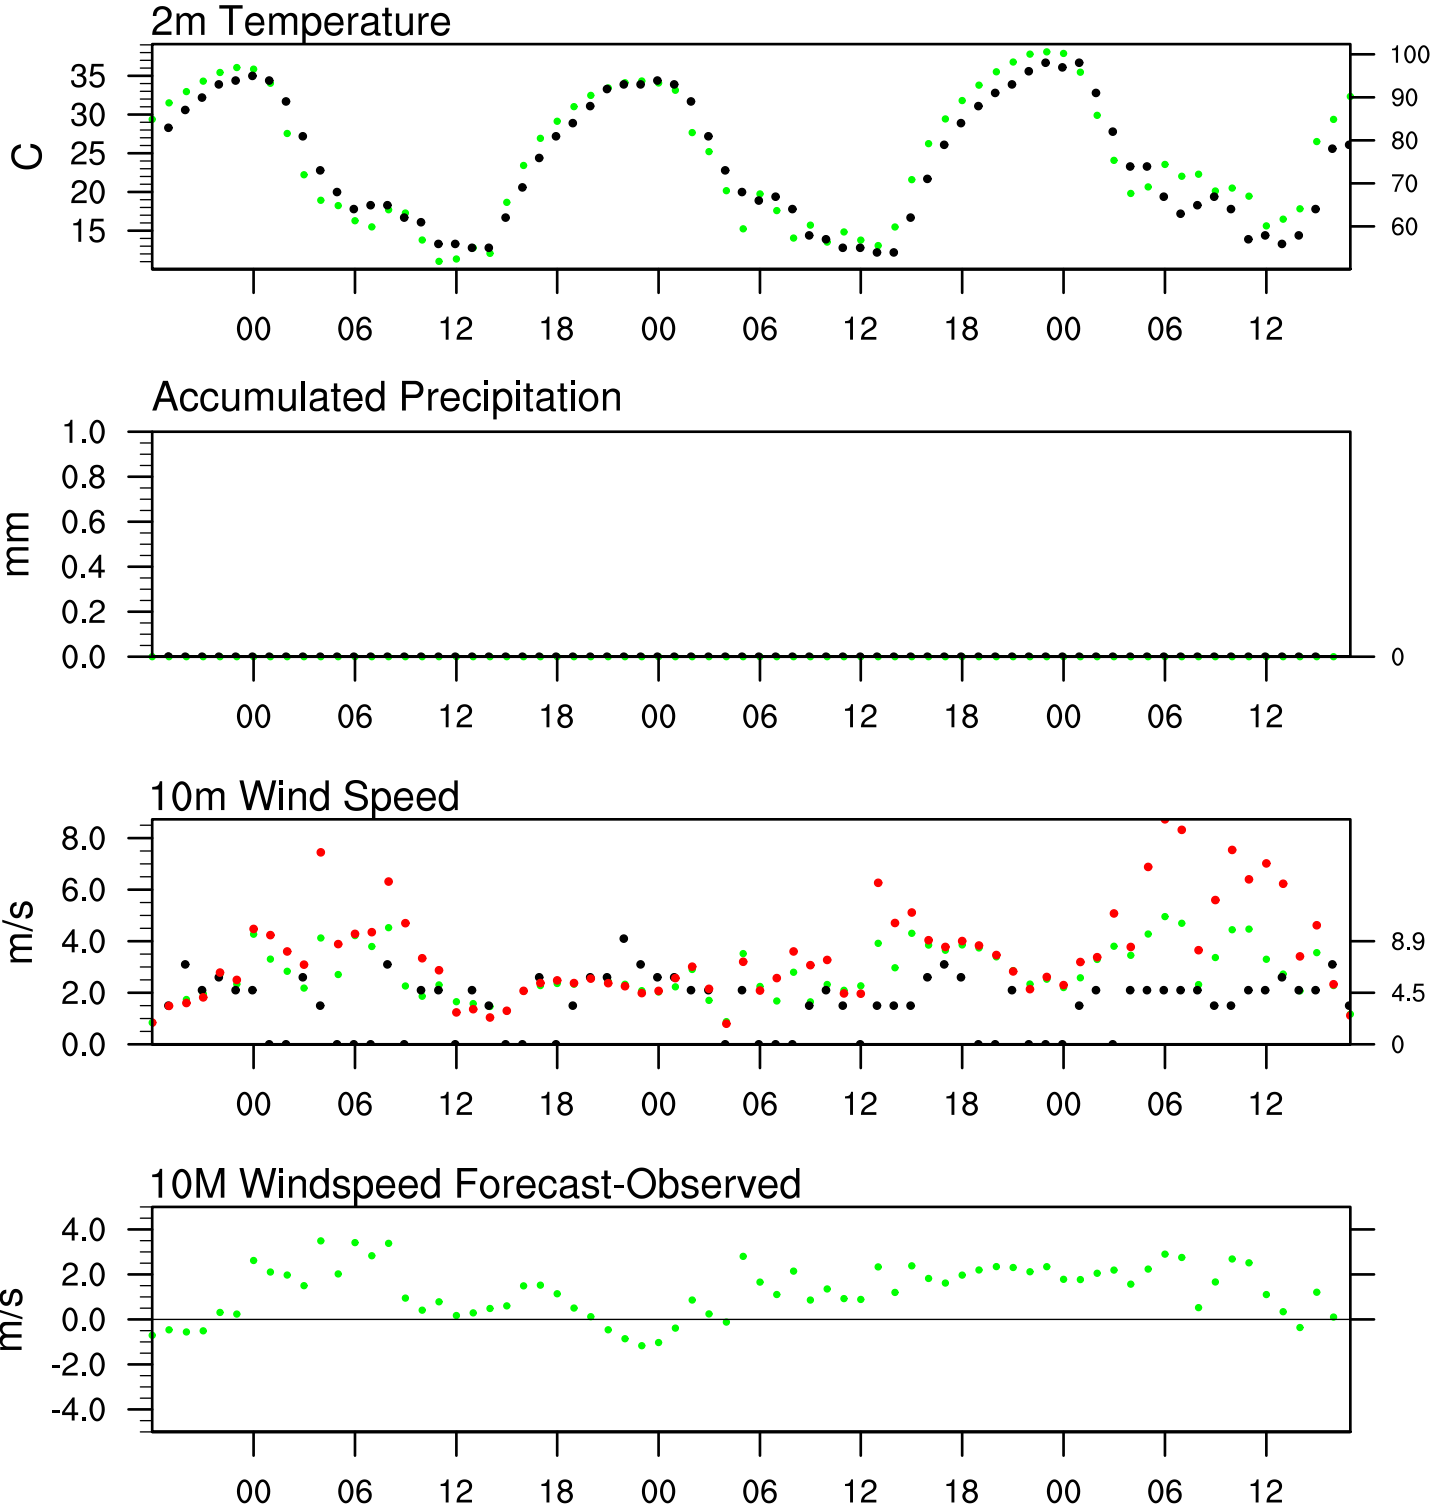 2m Temperature
35
30
25
20
15
C
100
90
80
70
60
00 06 12 18 00 06 12 18 00 06 12
Accumulated Precipitation
1.0
0.8
0.6
0.4
0.2
0.0
mm
0
00 06 12 18 00 06 12 18 00 06 12
10m Wind Speed
8.0
6.0
4.0
2.0
0.0
m/s
8.9
4.5
0
00 06 12 18 00 06 12 18 00 06 12
10M Windspeed Forecast-Observed
4.0
2.0
0.0
-2.0
-4.0
m/s
00 06 12 18 00 06 12 18 00 06 12